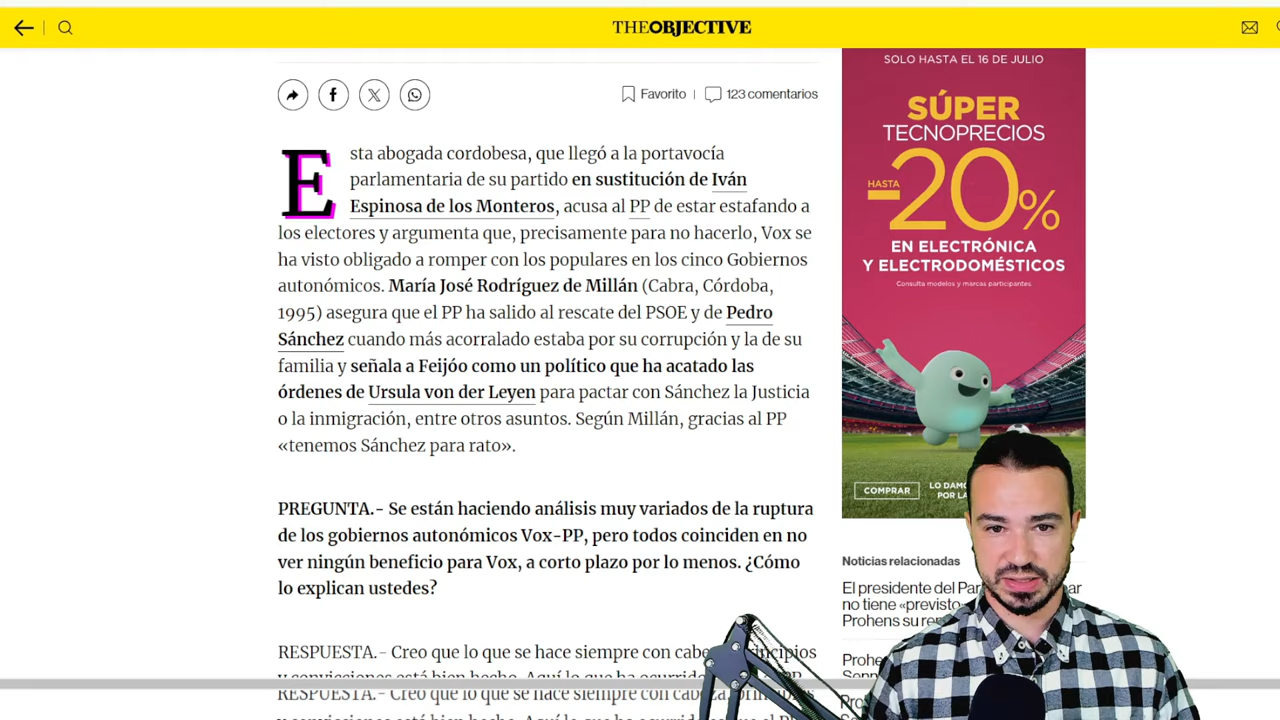 THEOBJECTIVE
Favorito
123 comentarios
Esta abogada cordobesa, que llegó a la portavocía
parlamentaria de su partido en sustitución de Iván
Espinosa de los Monteros, acusa al PP de estar estafando a
los electores y argumenta que, precisamente para no hacerlo, Vox se
ha visto obligado a romper con los populares en los cinco Gobiernos
autonómicos. María José Rodríguez de Millán (Cabra, Córdoba,
1995) asegura que el PP ha salido al rescate del PSOE y de Pedro
Sánchez cuando más acorralado estaba por su corrupción y la de su
familia y señala a Feijóo como un político que ha acatado las
órdenes de Ursula von der Leyen para pactar con Sánchez la Justicia
o la inmigración, entre otros asuntos. Según Millán, gracias al PP
«tenemos Sánchez para rato».
PREGUNTA.- Se están haciendo análisis muy variados de la ruptura
de los gobiernos autonómicos Vox-PP, pero todos coinciden en no
ver ningún beneficio para Vox, a corto plazo por lo menos. ¿Cómo
lo explican ustedes?
RESPUESTA.- Creo que lo que se hace siempre con
RESPUESTA.- Creo que lo que se hace siempre con
SOLO HASTA EL 16 DE JULIO
SÚPER
TECNOPRECIOS
HASTA
-20%
EN ELECTRÓNICA
Y ELECTRODOMÉSTICOS
Consulta modelos y marcas participantes.
COMPRAR
Noticias relacionadas
El presidente del
no tiene
Prohens su